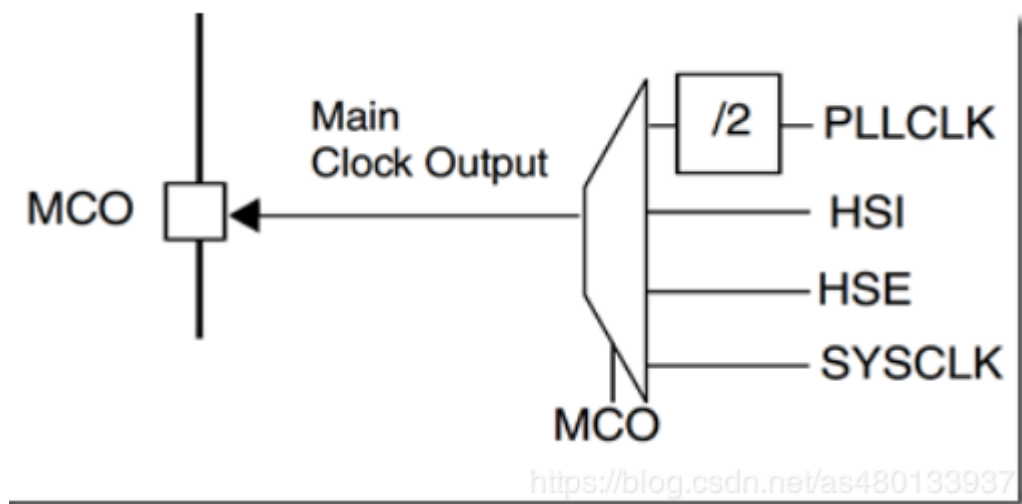 Main
Clock Output
MCO
/2
PLLCLK
HSI
HSE
SYSCLK
MCO
https://blog.csdn.net/as480133937